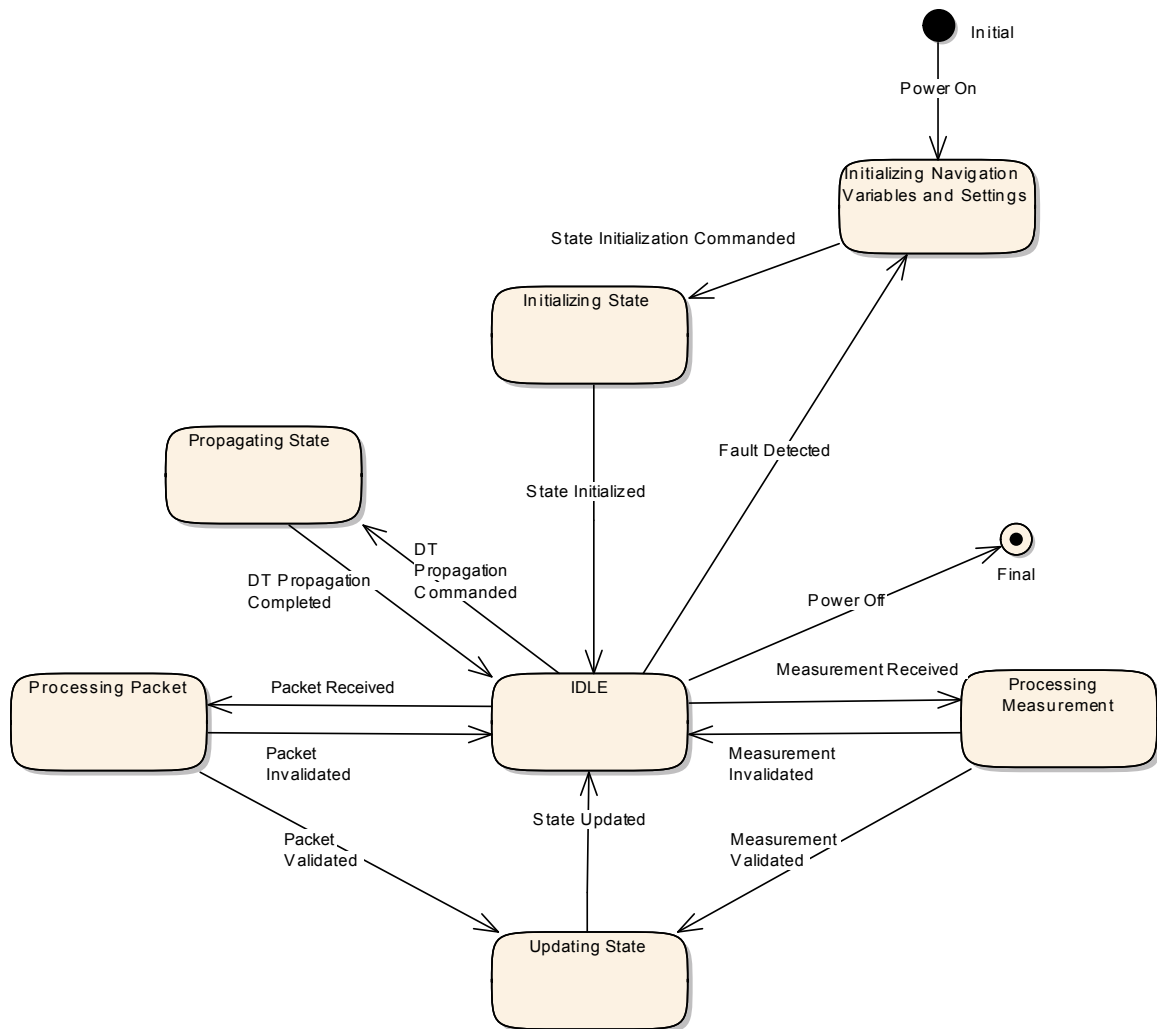 Initial
Power On
Initializing Navigation
Variables and Settings
State Initialization Commanded
Initializing State
Propagating State
Fault Detected
State Initialized
DT
Propagation
Commanded
DT Propagation
Completed
Final
Power Off
Measurement Received
Processing Packet
Packet Received
IDLE
Processing
Measurement
Packet
Invalidated
Measurement
Invalidated
State Updated
Packet
Validated
Measurement
Validated
Updating State